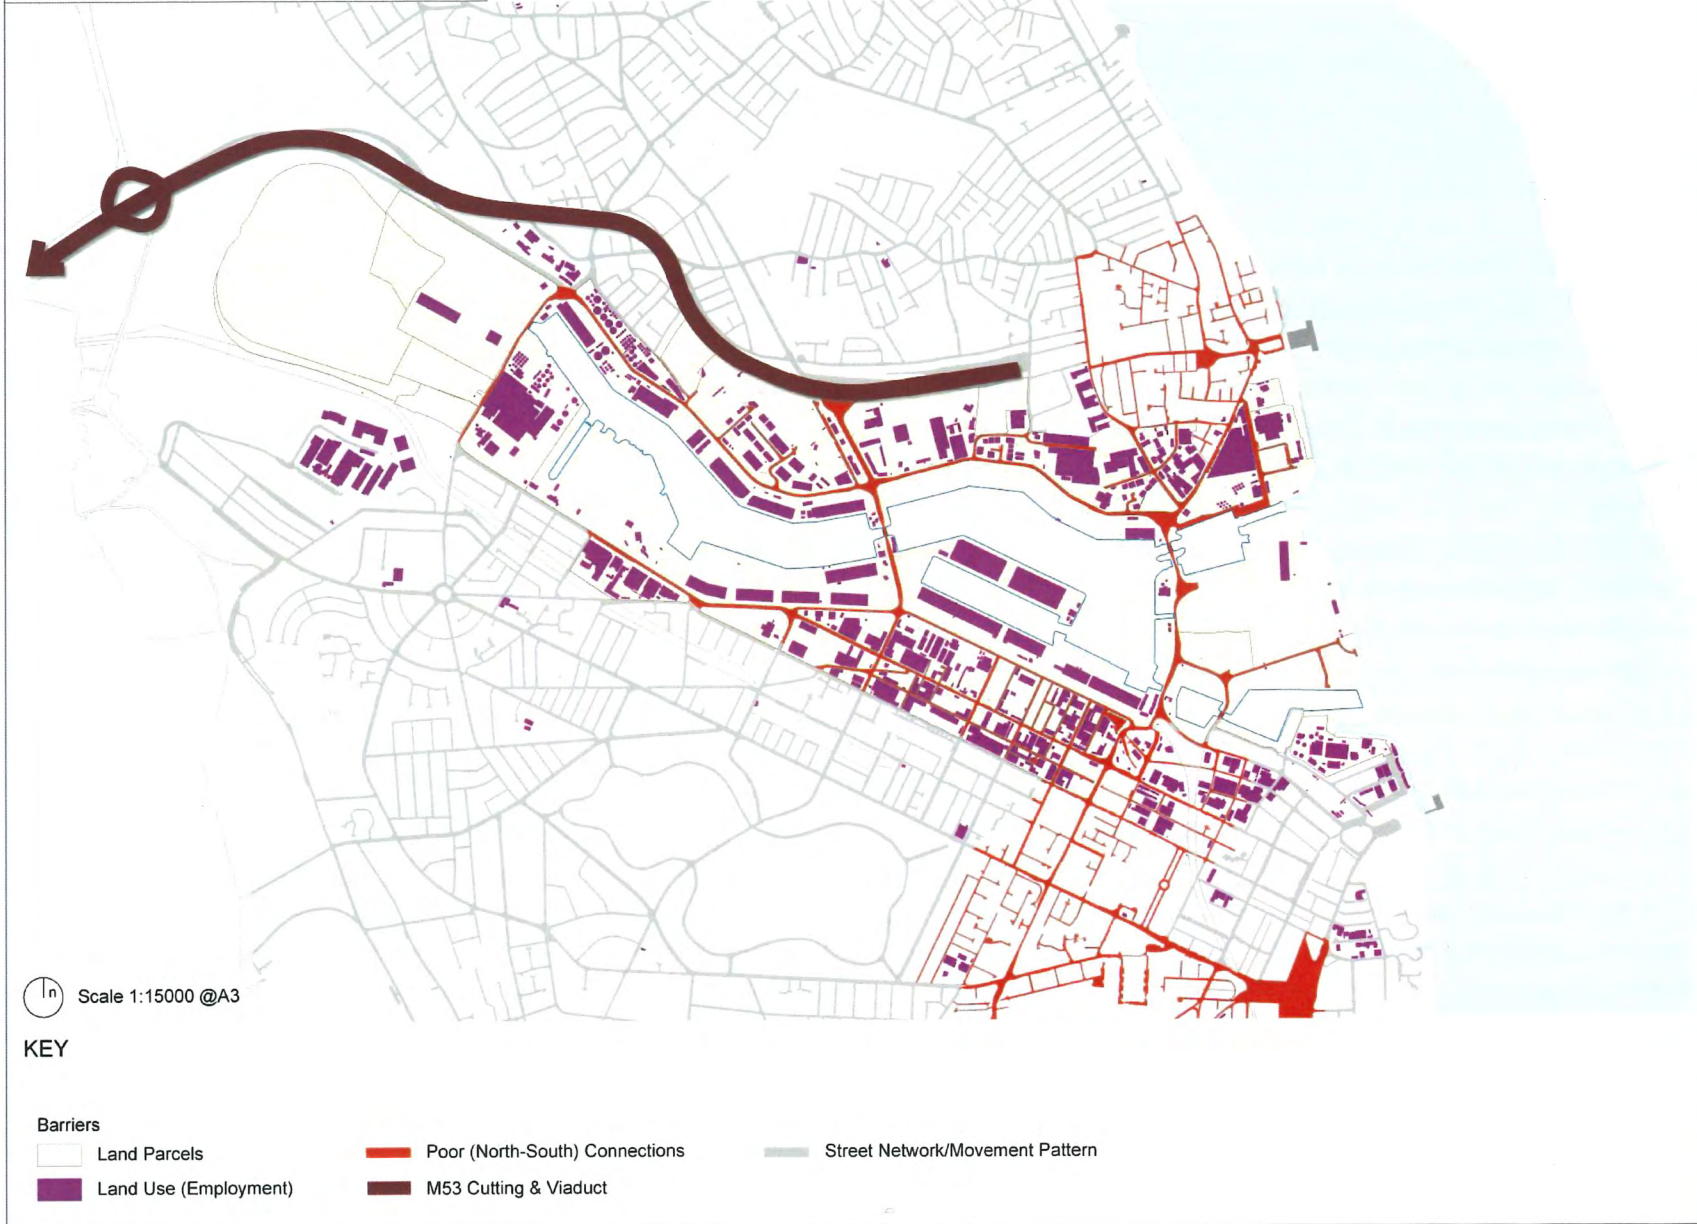 n
Scale 1:15000 @A3
KEY
Barriers
Land Parcels
Poor (North-South) Connections
Street Network/Movement Pattern
Land Use (Employment)
M53 Cutting & Viaduct